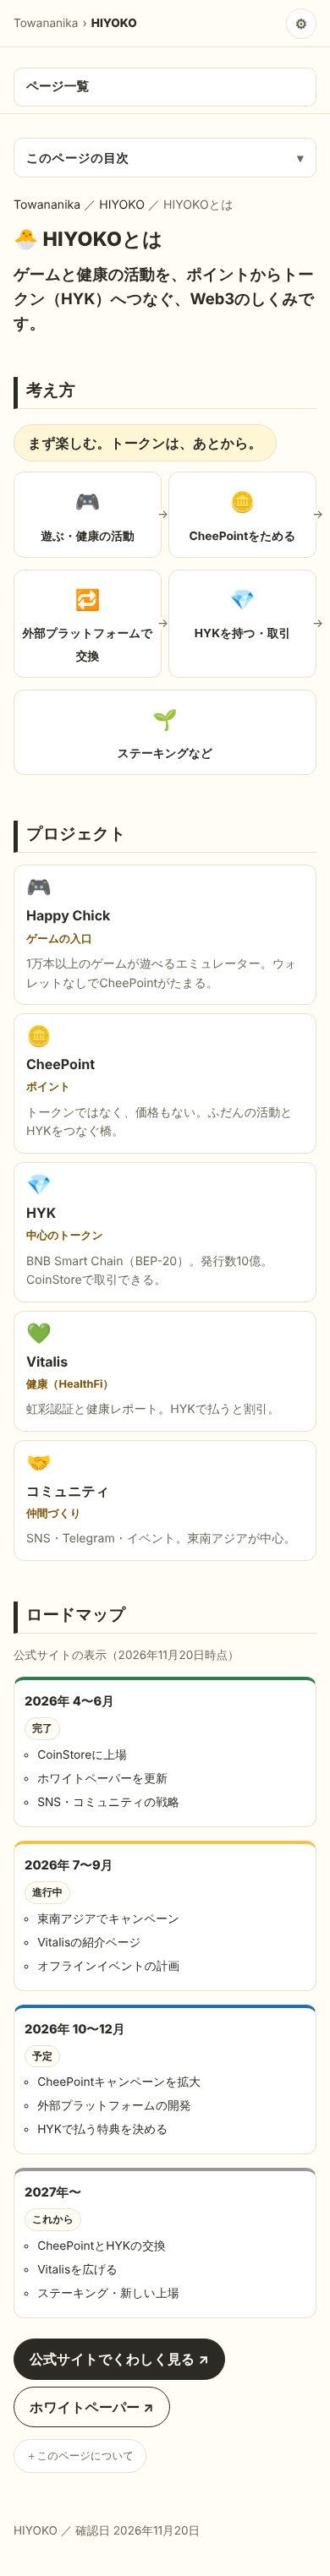 Towananika › HIYOKO
ページ一覧
このページの目次
Towananika ／ HIYOKO ／ HIYOKOとは
HIYOKOとは
ゲームと健康の活動を、ポイントからトー
クン（HYK）へつなぐ、Web3のしくみで
す。
考え方
まず楽しむ。トークンは、あとから。
遊ぶ・健康の活動
→
CheePointをためる
→
外部プラットフォームで
交換
→
HYKを持つ・取引
→
ステーキングなど
プロジェクト
Happy Chick
ゲームの入口
1万本以上のゲームが遊べるエミュレーター。ウォ
レットなしでCheePointがたまる。
CheePoint
ポイント
トークンではなく、価格もない。ふだんの活動と
HYKをつなぐ橋。
HYK
中心のトークン
BNB Smart Chain（BEP-20）。発行数10億。
CoinStoreで取引できる。
Vitalis
健康（HealthFi）
虹彩認証と健康レポート。HYKで払うと割引。
コミュニティ
仲間づくり
SNS・Telegram・イベント。東南アジアが中心。
ロードマップ
公式サイトの表示（2026年11月20日時点）
2026年 4〜6月
完了
CoinStoreに上場
ホワイトペーパーを更新
SNS・コミュニティの戦略
2026年 7〜9月
進行中
東南アジアでキャンペーン
Vitalisの紹介ページ
オフラインイベントの計画
2026年 10〜12月
予定
CheePointキャンペーンを拡大
外部プラットフォームの開発
HYKで払う特典を決める
2027年〜
これから
CheePointとHYKの交換
Vitalisを広げる
ステーキング・新しい上場
公式サイトでくわしく見る ↗
ホワイトペーパー ↗
＋このページについて
HIYOKO ／ 確認日 2026年11月20日